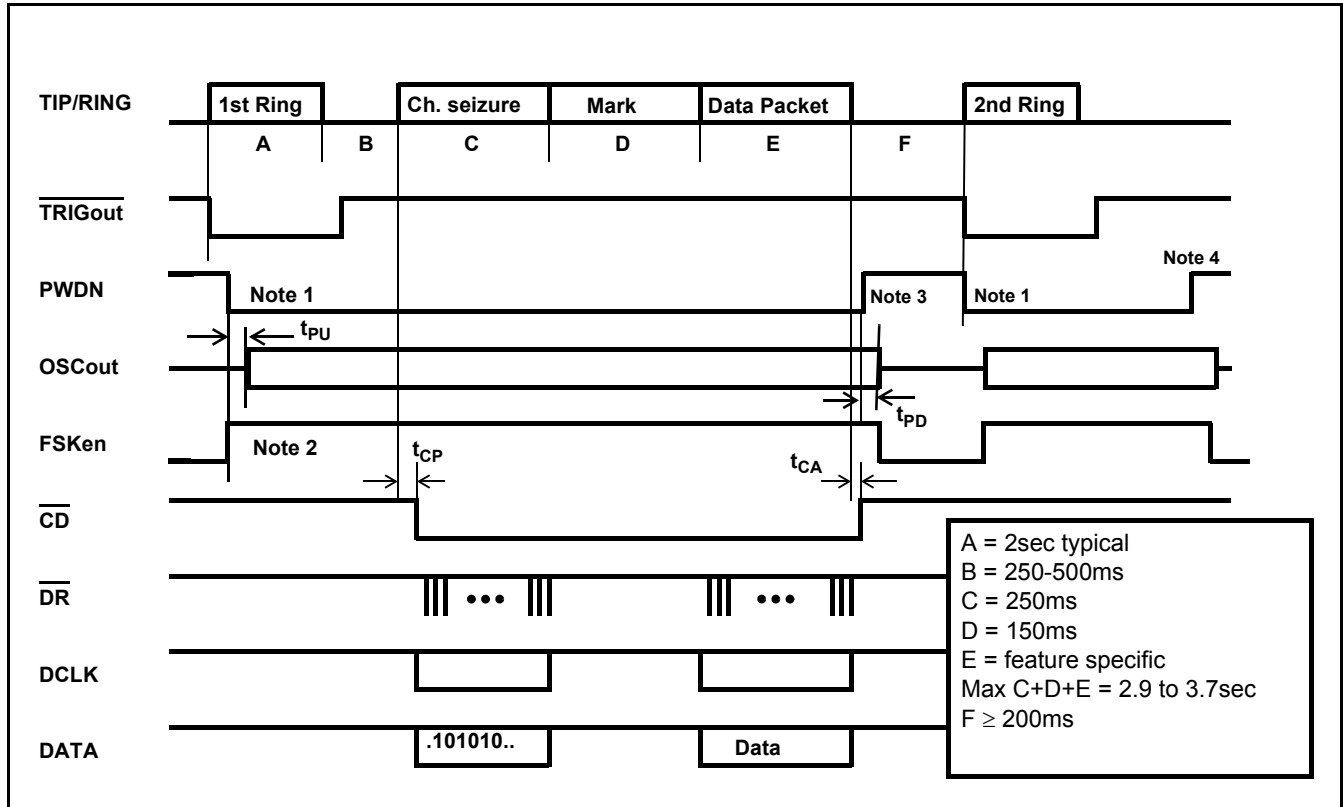 TIP/RING 1st Ring Ch. seizure Mark Data Packet 2nd Ring
A B C D E F
TRIGout
Note 4
PWDN Note 1 Note 3 Note 1
tPU
OSCout
tPD
FSKen Note 2 tCP tCA
CD
DR ••• •••
DCLK
DATA .101010.. Data
A = 2sec typical
B = 250-500ms
C = 250ms
D = 150ms
E = feature specific
Max C+D+E = 2.9 to 3.7sec
F ≥ 200ms